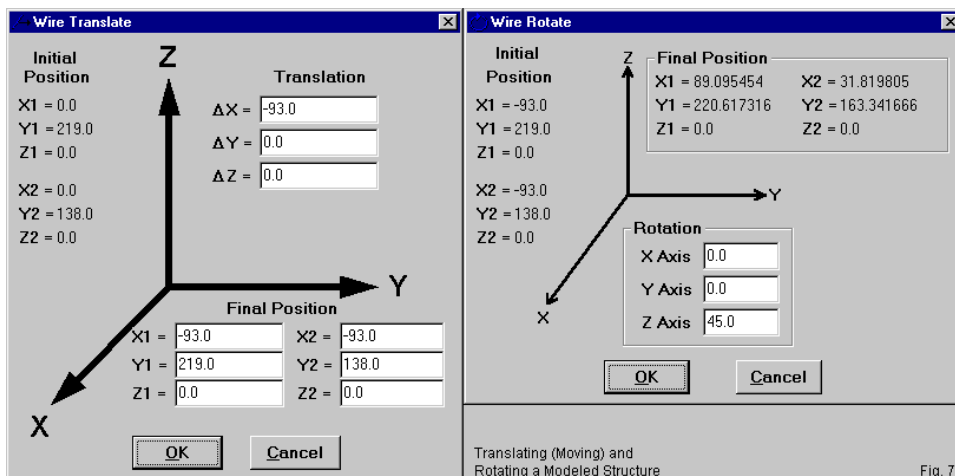 Wire Translate
Initial
Position
X1 = 0.0
Y1 = 219.0
Z1 = 0.0
X2 = 0.0
Y2 = 138.0
Z2 = 0.0
Z
Translation
ΔX = -93.0
ΔY = 0.0
ΔZ = 0.0
Y
X
Final Position
X1 = -93.0 X2 = -93.0
Y1 = 219.0 Y2 = 138.0
Z1 = 0.0 Z2 = 0.0
OK Cancel
Wire Rotate
Initial
Position
X1 = -93.0
Y1 = 219.0
Z1 = 0.0
X2 = -93.0
Y2 = 138.0
Z2 = 0.0
Z
Final Position
X1 = 89.095454 X2 = 31.819805
Y1 = 220.617316 Y2 = 163.341666
Z1 = 0.0 Z2 = 0.0
Y
X
Rotation
X Axis 0.0
Y Axis 0.0
Z Axis 45.0
OK Cancel
Translating (Moving) and
Rotating a Modeled Structure Fig. 7